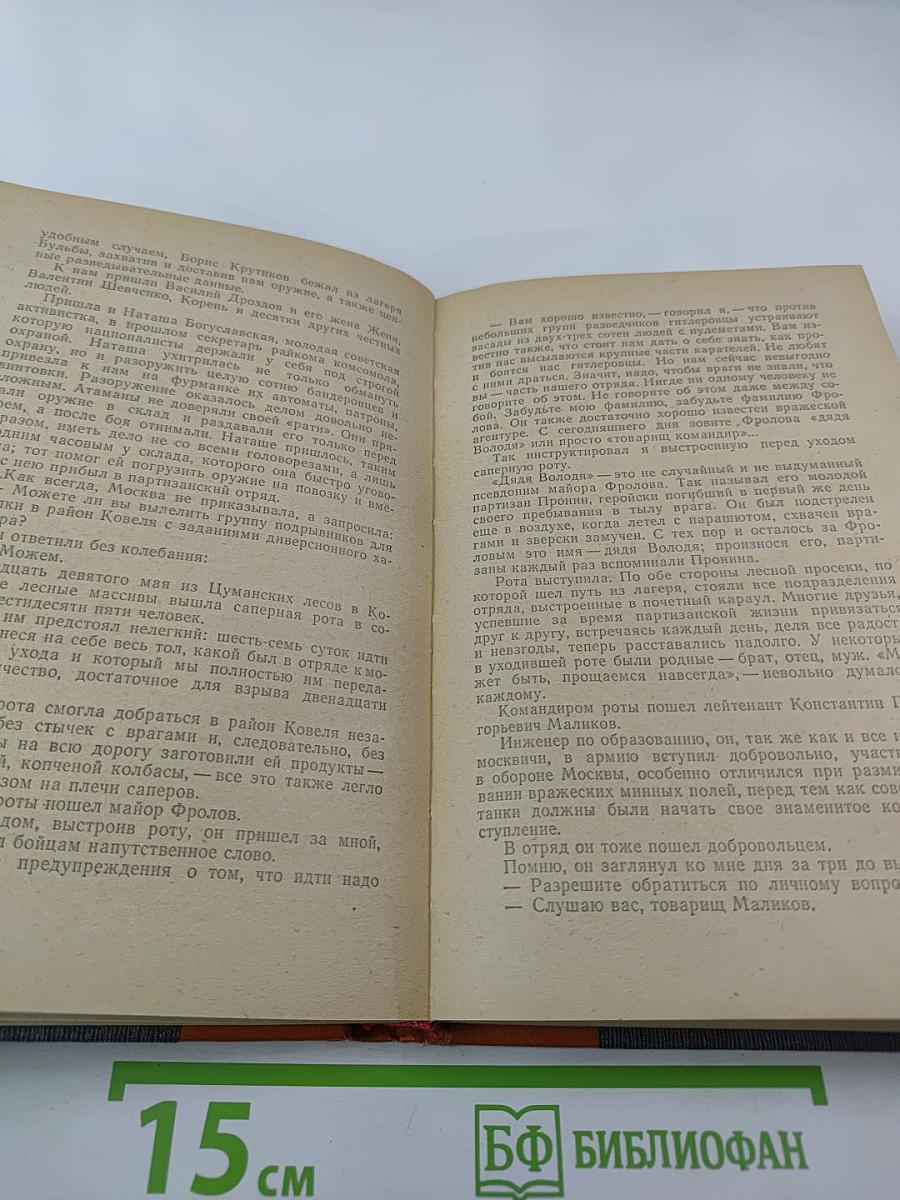 удобным случаем, Борис Крутиков бежал из лагеря
Бульбы, захватив и доставив нам оружие, а также цен-
ные разведывательные данные.
К нам пришли Василий Дроздов и его жена Женя,
Валентин Шевченко, Корень и десятки других честных
людей.
Пришла и Наташа Богуславская, молодая советская
активистка, в прошлом секретарь райкома комсомола,
которую националисты держали у себя под строгой
охраной. Наташа ухитрилась не только обмануть
охрану, но и разоружить целую сотню бандеровцев и
привезла к нам на фурманке их автоматы, патроны,
винтовки. Разоружение оказалось делом довольно не-
сложным. Атаманы не доверяли своей «рати». Они пря-
али оружие в склад и раздавали его только перед
ем, а после боя отнимали. Наташе пришлось, таким
разом, иметь дело не со всеми головорезами, а лишь
одним часовым у склада, которого она быстро угово-
а; тот помог ей погрузить оружие на повозку и вме-
с нею прибыл в партизанский отряд.
.Как всегда, Москва не приказывала, а запросила:
- Можете ли вы вылелить группу подрывников для
лки в район Ковеля с заданиями диверсионного ха-
ра?
ы ответили без колебания:
Можем.
дцать девятого мая из Цуманских лесов в Ко-
е лесные массивы вышла саперная рота в со-
естидесяти пяти человек.
им предстоял нелегкий: шесть-семь суток идти
неся на себе весь тол, какой был в отряде к мо-
ухода и который мы полностью им переда-
чество, достаточное для взрыва двенадцати
рота смогла добраться в район Ковеля неза-
без стычек с врагами и, следовательно, без
ы на всю дорогу заготовили ей продукты —
й, копченой колбасы, — все это также легло
зом на плечи саперов.
роты пошел майор Фролов.
дом, выстроив роту, он пришел за мной,
л бойцам напутственное слово.
предупреждения о том, что идти надо
— Вам хорошо известно, — говорил я, — что против
небольших групп разведчиков гитлеровцы устраивают
засады из двух-трех сотен людей с пулеметами. Вам из-
вестно также, что стоит нам дать о себе знать, как про-
тив нас высылаются крупные части карателей. Не любят
и боятся нас гитлеровцы. Но нам сейчас невыгодно
с ними драться. Значит, надо, чтобы враги не знали, что
вы — часть нашего отряда. Нигде ни одному человеку не
говорите об этом. Не говорите об этом даже между со-
бой. Забудьте мою фамилию, забудьте фамилию Фро-
лова. Он также достаточно хорошо известен вражеской
агентуре. С сегодняшнего дня зовите Фролова «дядя
Володя» или просто «товарищ командир»...
Так инструктировал я выстроенную перед уходом
саперную роту.
«Дядя Володя» — это не случайный и не выдуманный
псевдоним майора Фролова. Так называл его молодой
партизан Пронин, геройски погибший в первый же день
своего пребывания в тылу врага. Он был подстрелен
еще в воздухе, когда летел с парашютом, схвачен вра-
гами и зверски замучен. С тех пор и осталось за Фро-
ловым это имя — дядя Володя; произнося его, парти-
заны каждый раз вспоминали Пронина.
Рота выступила. По обе стороны лесной просеки, по
которой шел путь из лагеря, стояли все подразделения
отряда, выстроенные в почетный караул. Многие друзья,
успевшие за время партизанской жизни привязаться
друг к другу, встречаясь каждый день, деля все радост
и невзгоды, теперь расставались надолго. У некоторы
в уходившей роте были родные — брат, отец, муж. «М
жет быть, прощаемся навсегда», — невольно думало
каждому.
Командиром роты пошел лейтенант Константин Г
горьевич Маликов.
Инженер по образованию, он, так же как и все н
москвичи, в армию вступил добровольно, участ
в обороне Москвы, особенно отличился при разми
вании вражеских минных полей, перед тем как сове
танки должны были начать свое знаменитое ко
ступление.
В отряд он тоже пошел добровольцем.
Помню, он заглянул ко мне дня за три до вы
— Разрешите обратиться по личному вопро
— Слушаю вас, товарищ Маликов.
15 см
БФ БИБЛИОФАН